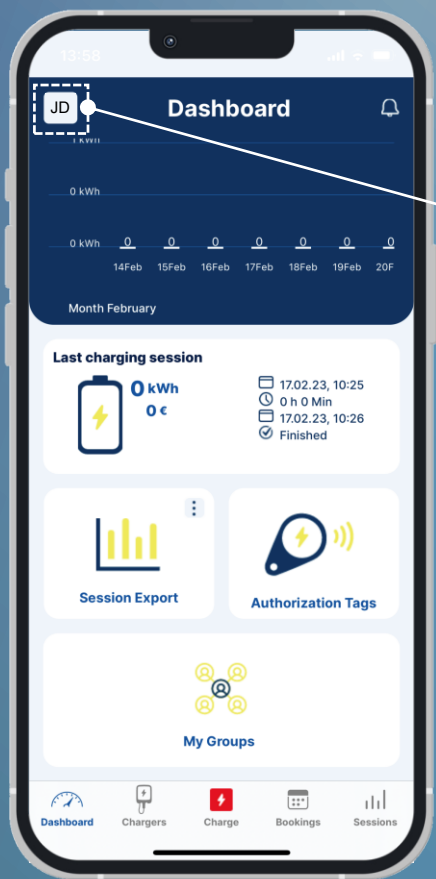 13:58
JD
Dashboard
1 kWh
0 kWh
0 kWh
0 0 0 0 0 0 0
14Feb 15Feb 16Feb 17Feb 18Feb 19Feb 20F
Month February
Last charging session
0 kWh
0 €
17.02.23, 10:25
0 h 0 Min
17.02.23, 10:26
Finished
Session Export
Authorization Tags
My Groups
Dashboard Chargers Charge Bookings Sessions